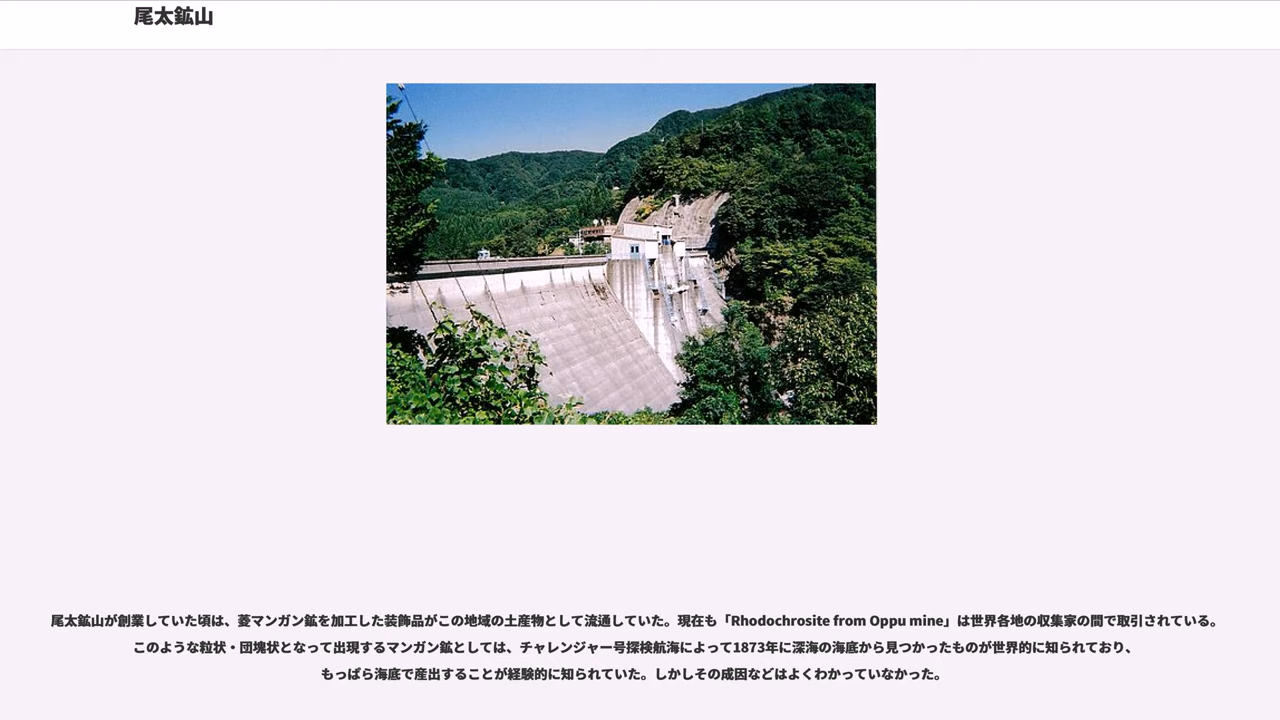 尾太鉱山
尾太鉱山が創業していた頃は、菱マンガン鉱を加工した装飾品がこの地域の土産物として流通していた。現在も「Rhodochrosite from Oppu mine」は世界各地の収集家の間で取引されている。
このような粒状・団塊状となって出現するマンガン鉱としては、チャレンジャー号探検航海によって1873年に深海の海底から見つかったものが世界的に知られており、
もっぱら海底で産出することが経験的に知られていた。しかしその成因などはよくわかっていなかった。